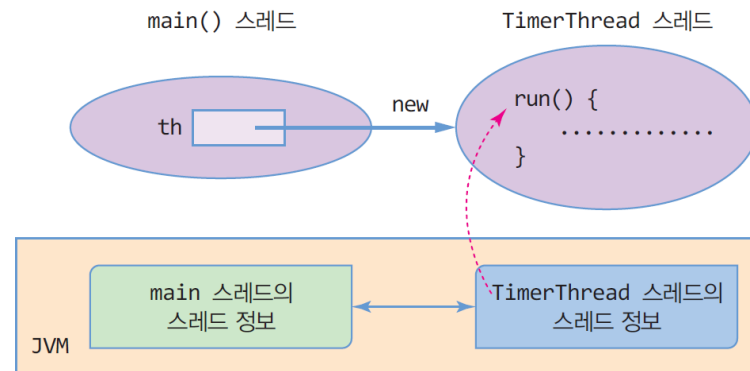 main() 스레드
TimerThread 스레드
th
new
run() {
.............
}
main 스레드의
스레드 정보
TimerThread 스레드의
스레드 정보
JVM